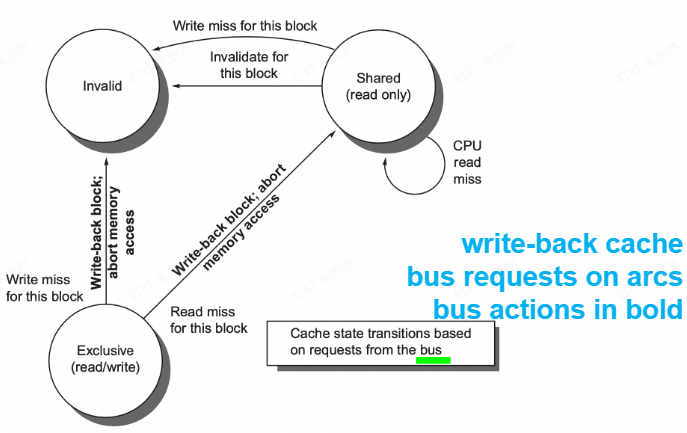 Write miss for this block
Invalidate for
this block
Invalid
Shared
(read only)
CPU
read
miss
Write-back block;
abort memory
access
Write-back block; abort
memory access
write-back cache
bus requests on arcs
bus actions in bold
Write miss
for this block
Read miss
for this block
Exclusive
(read/write)
Cache state transitions based
on requests from the bus